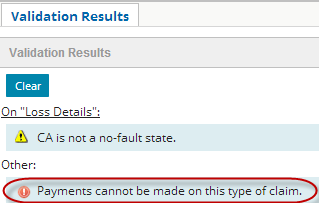 Validation Results
Validation Results
Clear
On "Loss Details":
CA is not a no-fault state.
Other:
Payments cannot be made on this type of claim.